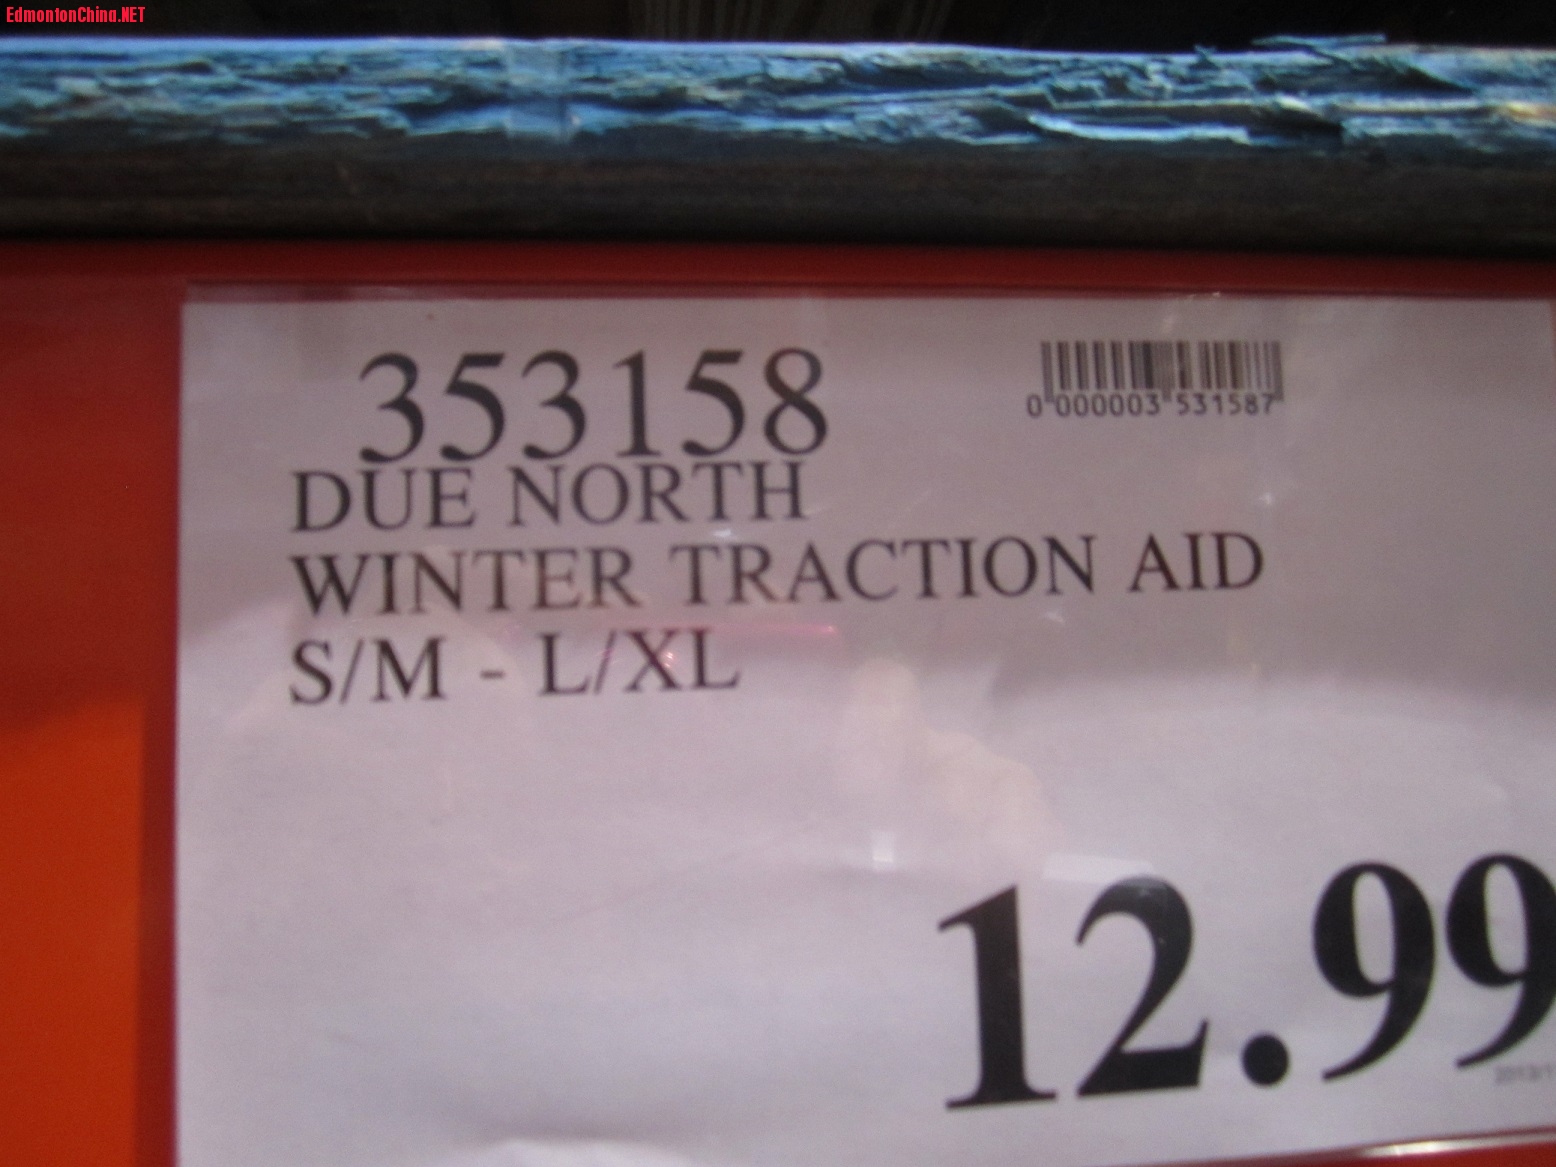 EdmontonChina.NET
353158
0 000003 531587
DUE NORTH
WINTER TRACTION AID
S/M - L/XL
12.99